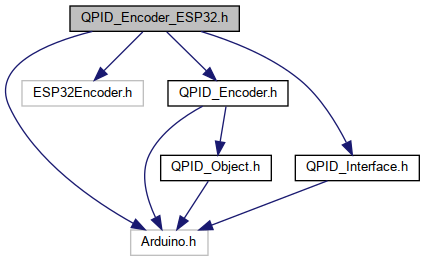 QPID_Encoder_ESP32.h
ESP32Encoder.h
QPID_Encoder.h
QPID_Object.h
QPID_Interface.h
Arduino.h